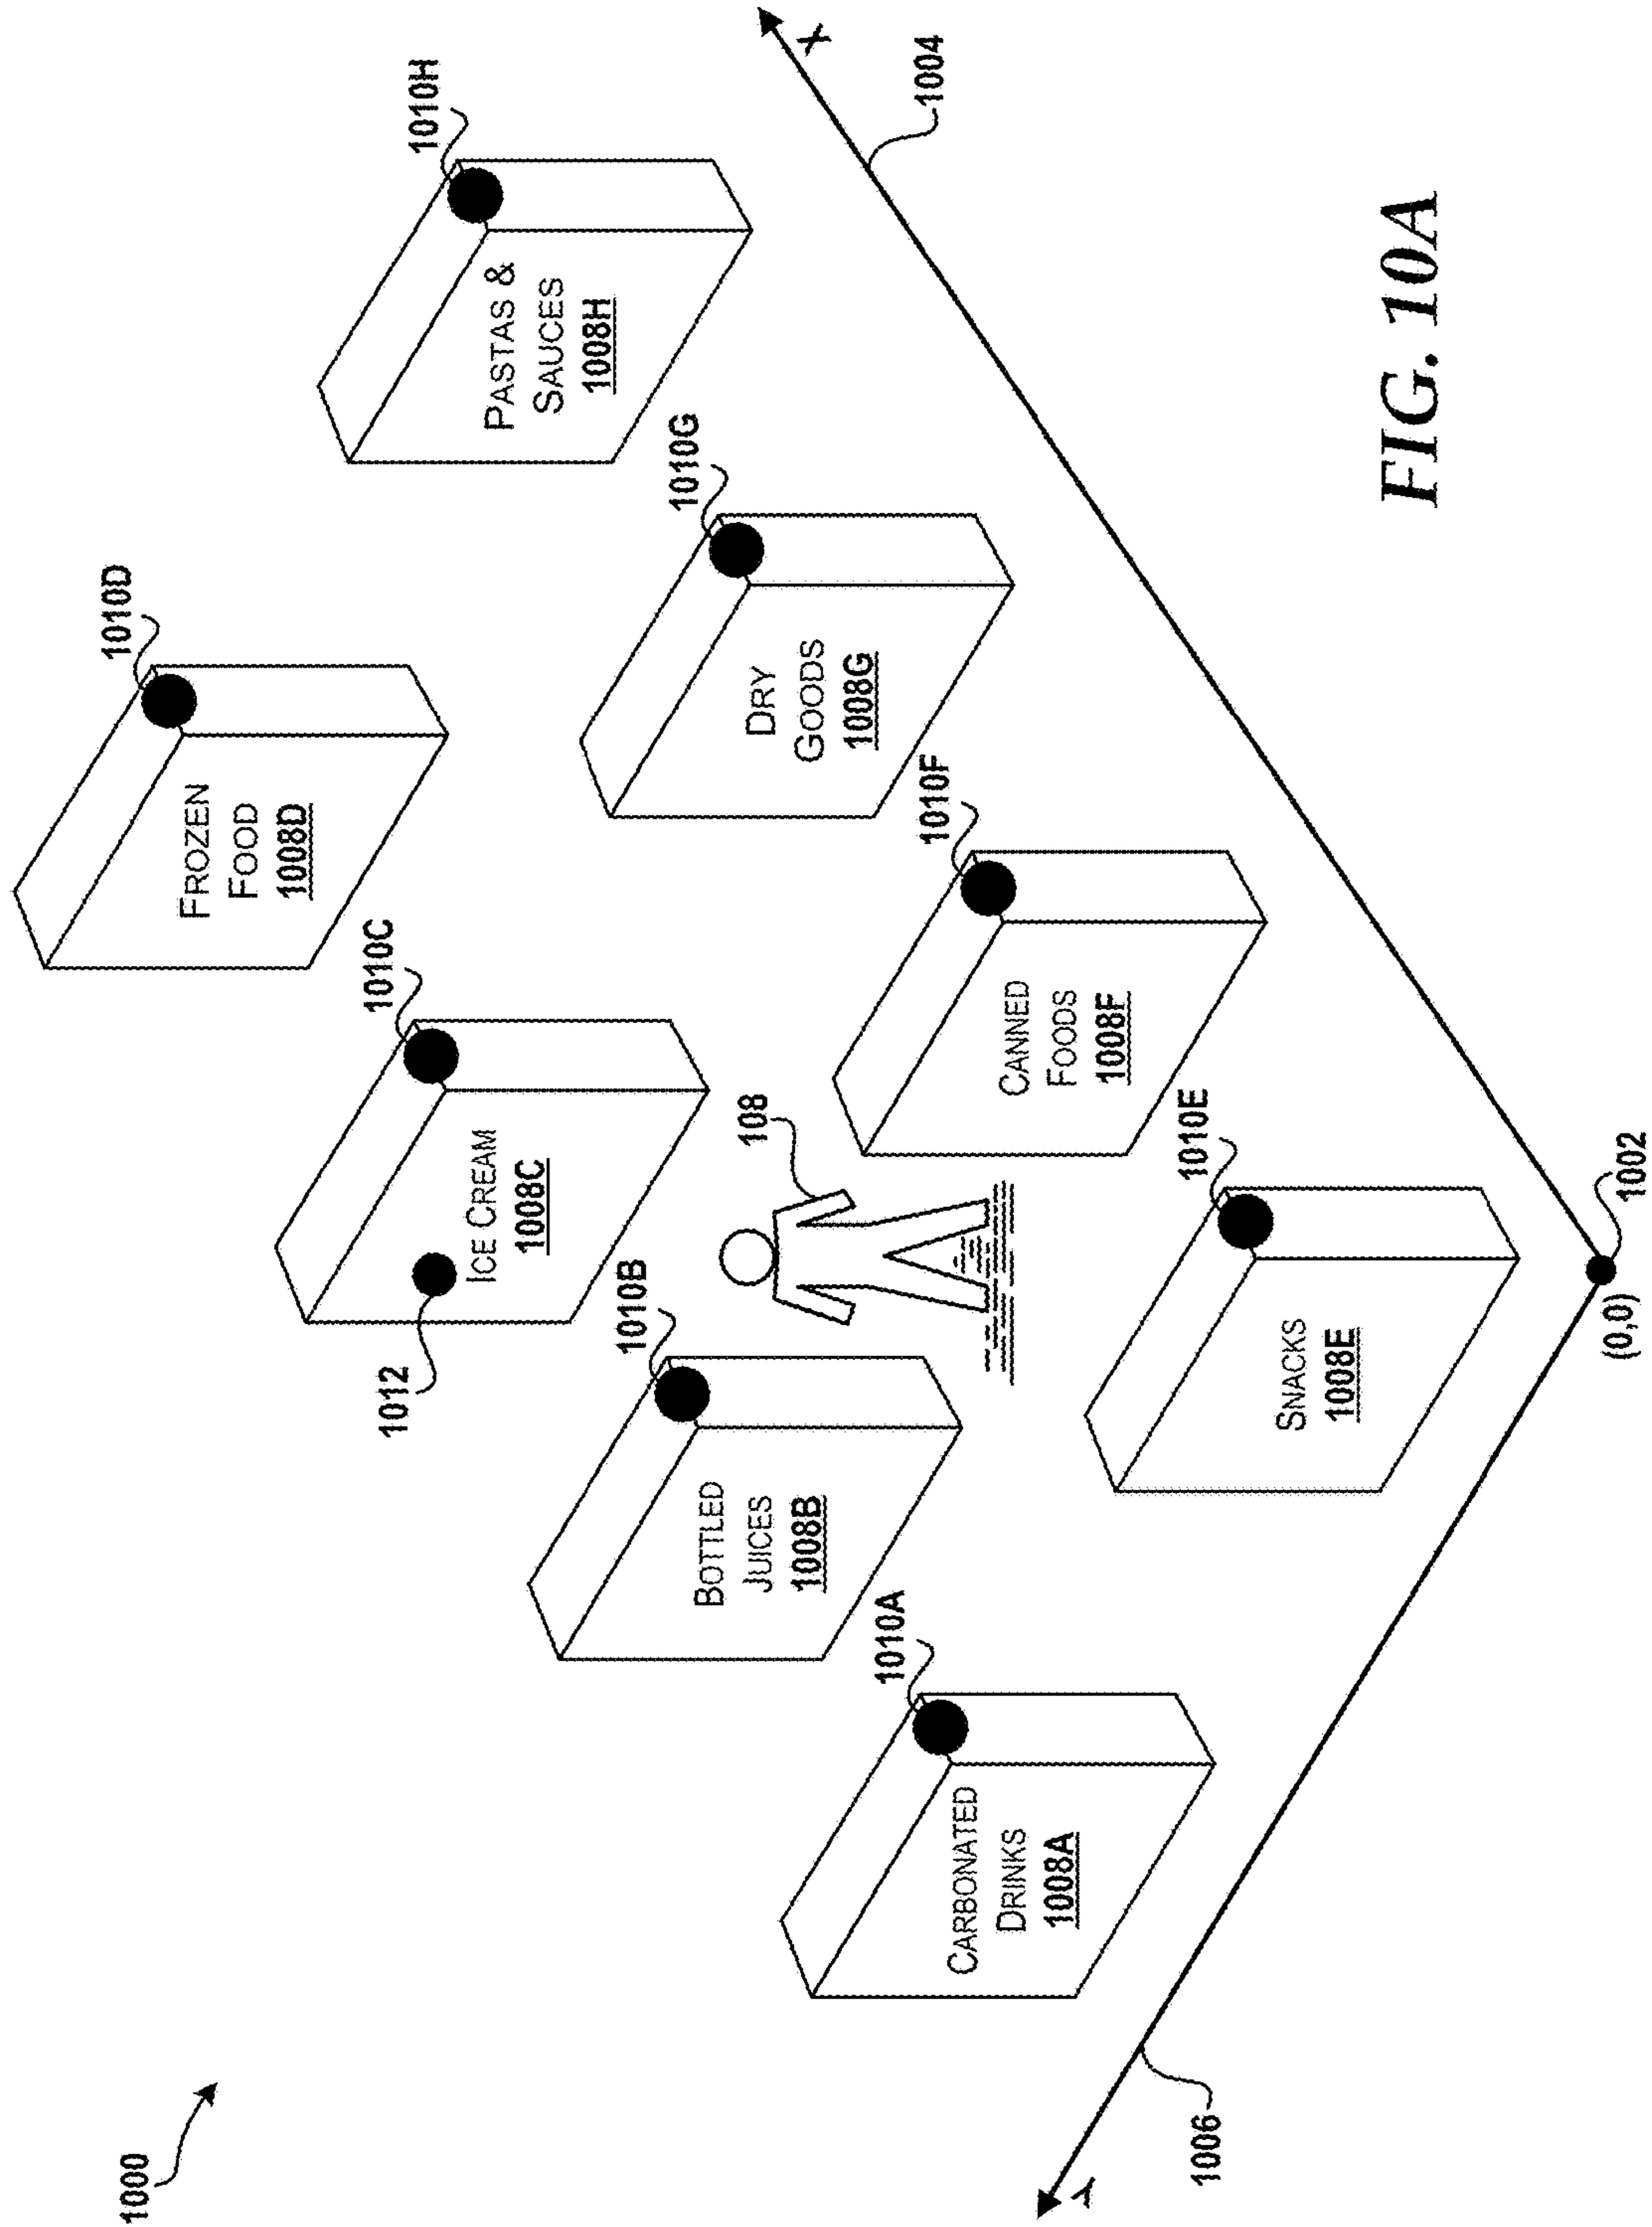 1000
1010D
FROZEN
FOOD
1008D
1010C
1010H
1012
ICE CREAM
1008C
PASTAS &
SAUCES
1008H
1010B
1010G
BOTTLED
JUICES
1008B
108
DRY
GOODS
1008G
1010A
1010F
CARBONATED
DRINKS
1008A
CANNED
FOODS
1008F
X
1004
1010E
Y
1006
SNACKS
1008E
(0,0)
1002
FIG. 10A